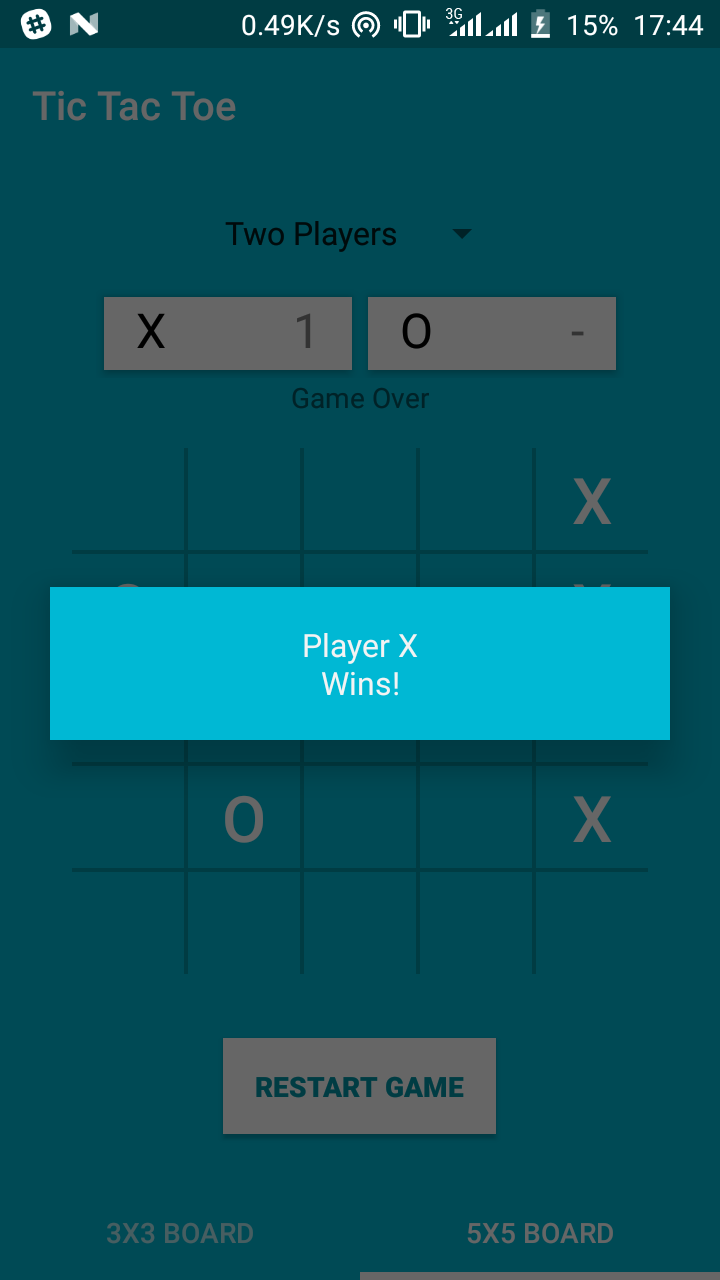 0.49K/s 3G 15% 17:44
Tic Tac Toe
Two Players
X 1 O -
Game Over
X
Player X
Wins!
O X
RESTART GAME
3X3 BOARD 5X5 BOARD